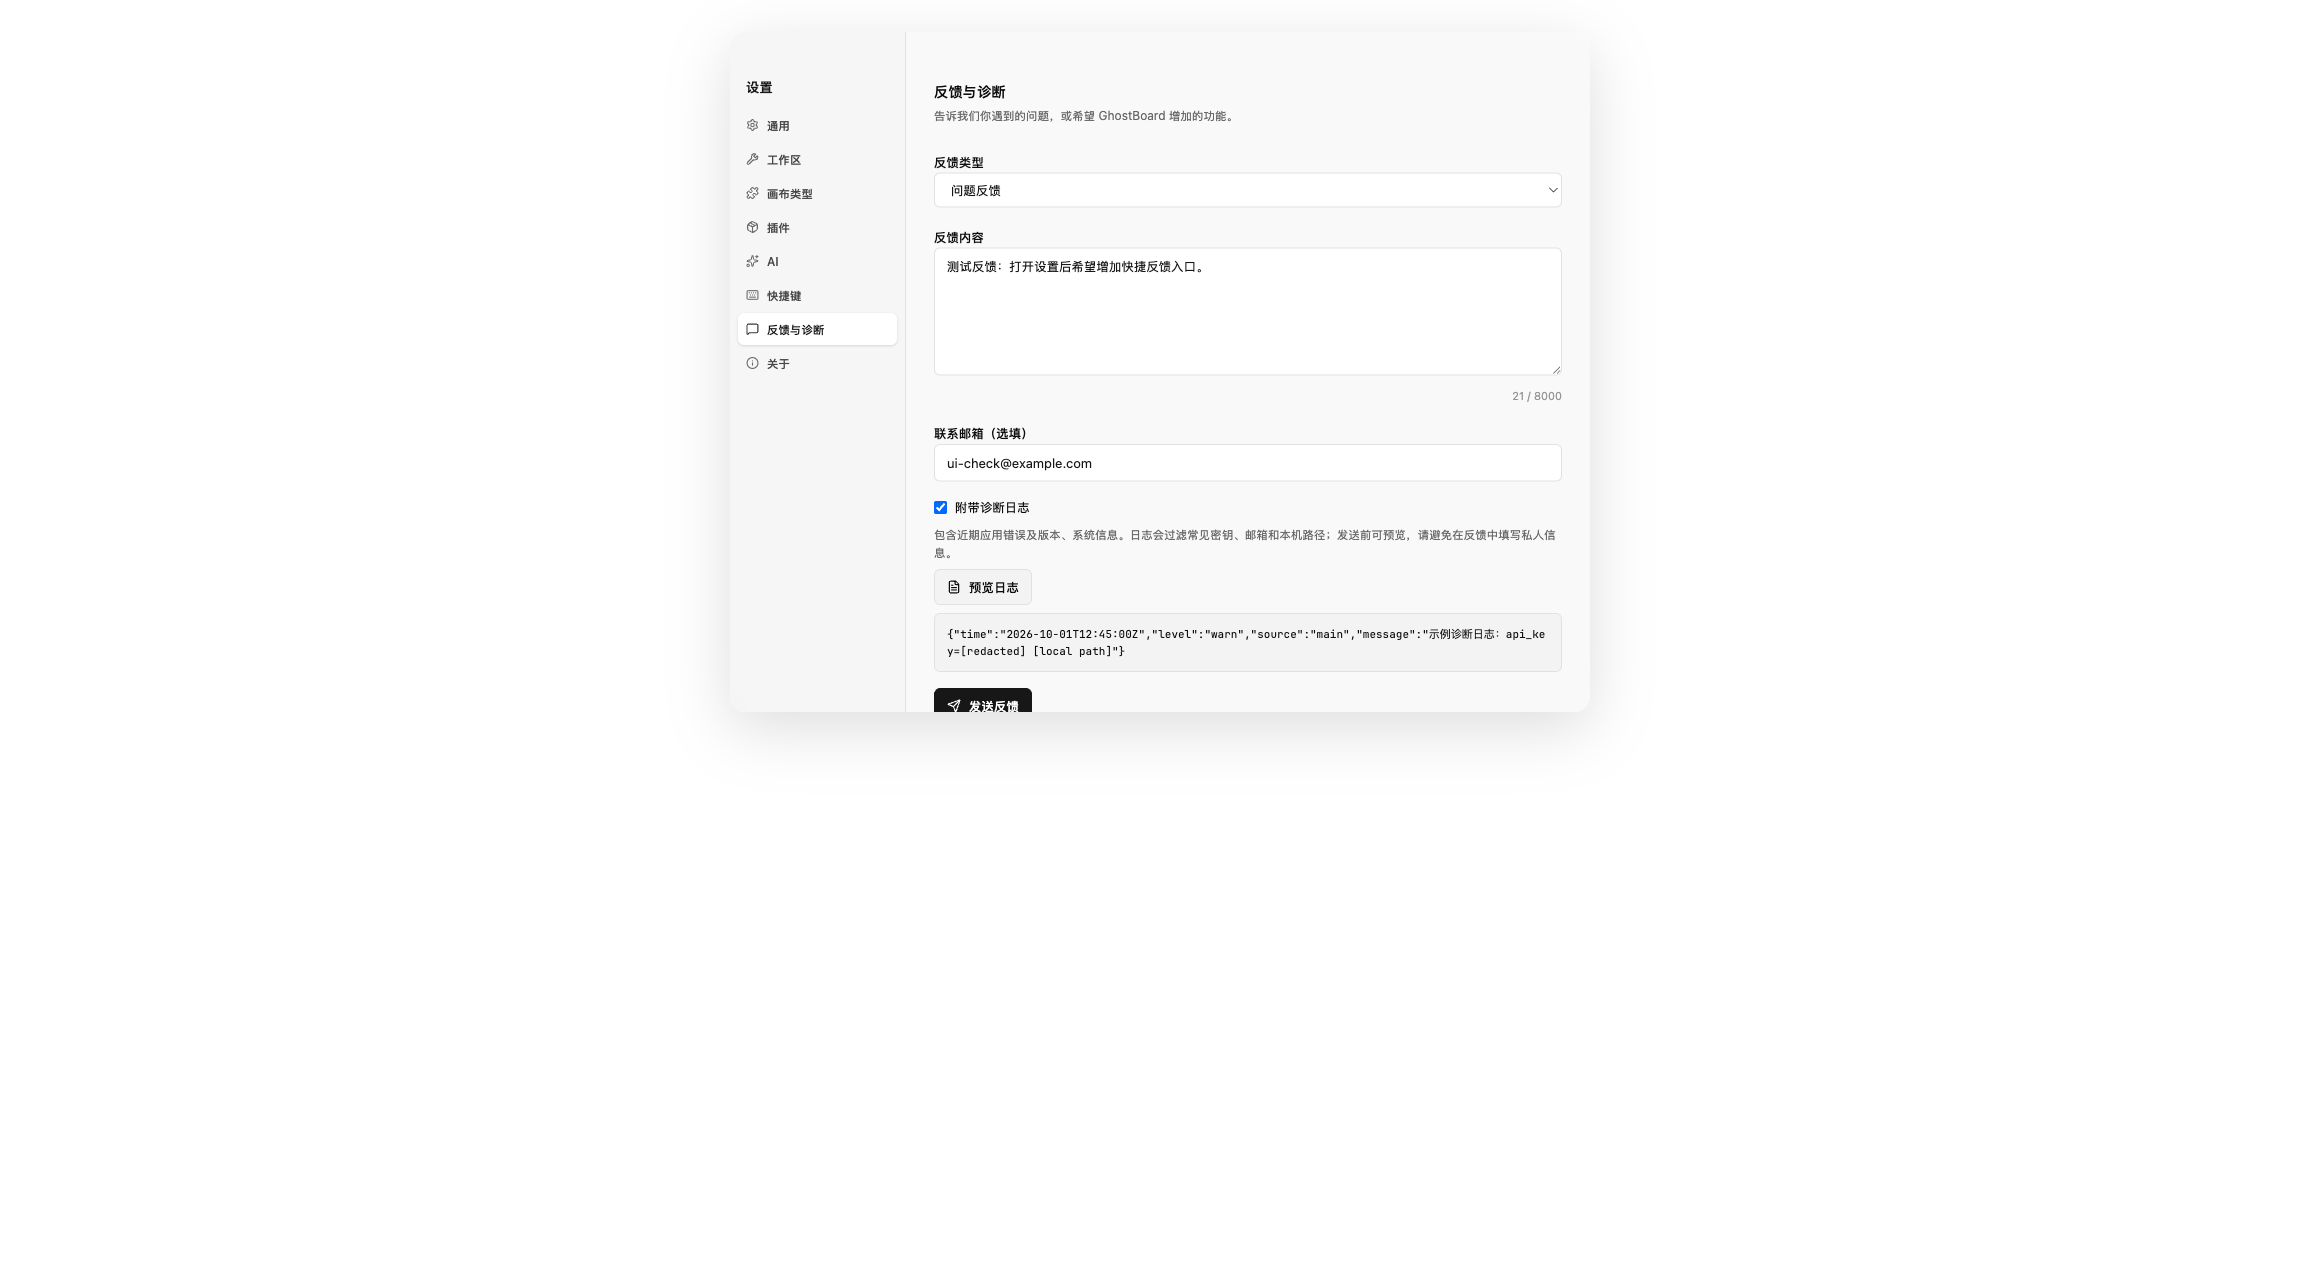 设置
通用
工作区
画布类型
插件
AI
快捷键
反馈与诊断
关于
反馈与诊断
告诉我们你遇到的问题，或希望 GhostBoard 增加的功能。
反馈类型
问题反馈
反馈内容
测试反馈：打开设置后希望增加快捷反馈入口。
21 / 8000
联系邮箱（选填）
ui-check@example.com
附带诊断日志
包含近期应用错误及版本、系统信息。日志会过滤常见密钥、邮箱和本机路径；发送前可预览，请避免在反馈中填写私人信
息。
预览日志
{"time":"2026-10-01T12:45:00Z","level":"warn","source":"main","message":"示例诊断日志：api_ke
y=[redacted] [local path]"}
发送反馈